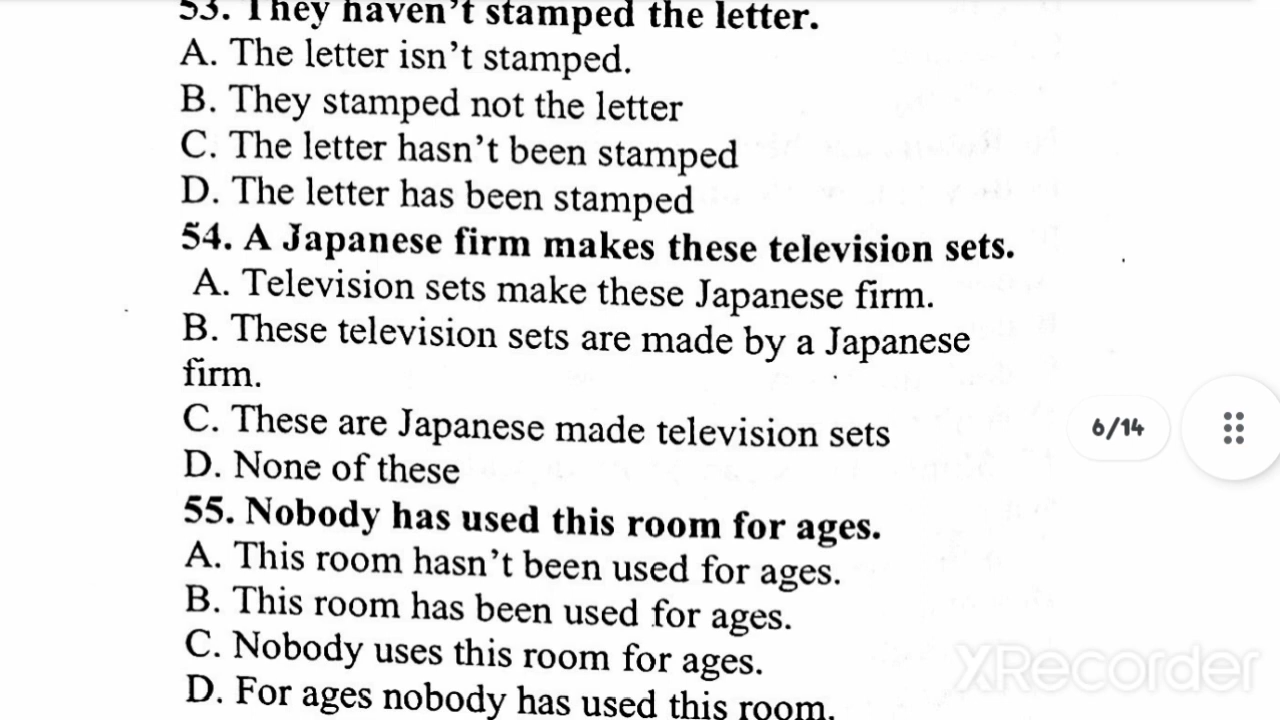 53. They haven't stamped the letter.
A. The letter isn't stamped.
B. They stamped not the letter
C. The letter hasn't been stamped
D. The letter has been stamped
54. A Japanese firm makes these television sets.
A. Television sets make these Japanese firm.
B. These television sets are made by a Japanese
firm.
C. These are Japanese made television sets
D. None of these
55. Nobody has used this room for ages.
A. This room hasn't been used for ages.
B. This room has been used for ages.
C. Nobody uses this room for ages.
D. For ages nobody has used this room.
6/14
XRecorder